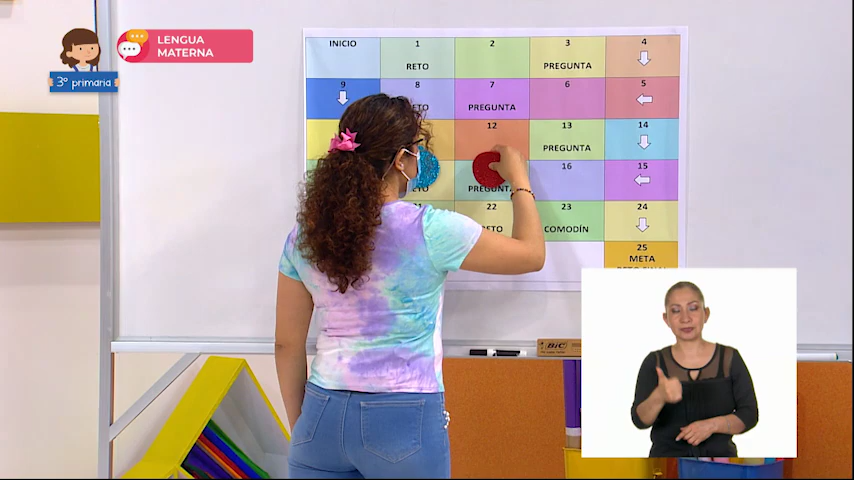 LENGUA
MATERNA
3° primaria
INICIO 1 2 3 4
RETO PREGUNTA
9 8 7 6 5
PREGUNTA
12 13 14
PREGUNTA
16 15
PREGUNTA
22 23 24
COMODÍN
25
META
BIC